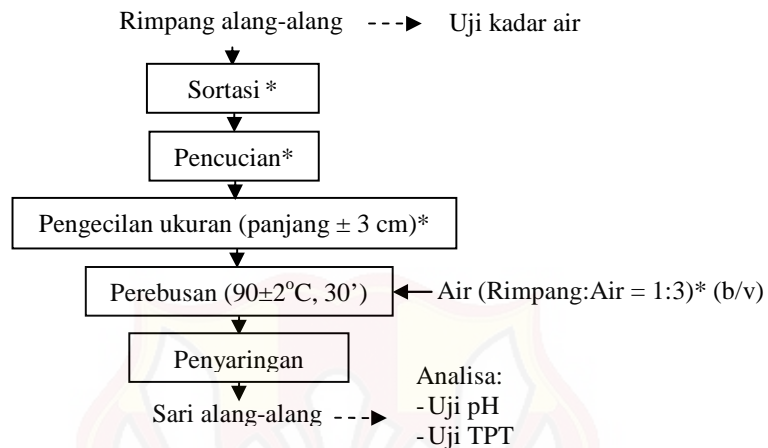 Rimpang alang-alang
Uji kadar air
Sortasi *
Pencucian*
Pengecilan ukuran (panjang ± 3 cm)*
Perebusan (90±2°C, 30’)
Air (Rimpang:Air = 1:3)* (b/v)
Penyaringan
Sari alang-alang
Analisa:
-Uji pH
-Uji TPT